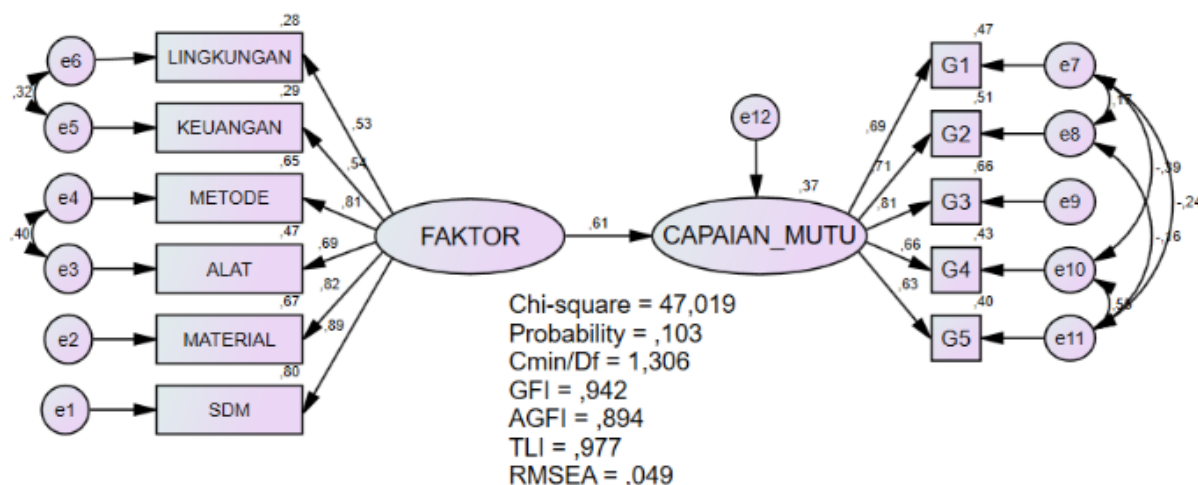 ,28
e6
LINGKUNGAN
,32
,29
e5
KEUANGAN
,53
,54
,65
e4
METODE
,81
,40
,47
e3
ALAT
,69
,82
,67
e2
MATERIAL
,89
,80
e1
SDM
FAKTOR
,61
e12
,37
CAPAIAN_MUTU
,47
G1
e7
,69
,51
G2
e8
,71
,66
G3
e9
,81
-,39
-,24
,43
G4
e10
,66
,63
,40
G5
e11
Chi-square = 47,019
Probability = ,103
Cmin/Df = 1,306
GFI = ,942
AGFI = ,894
TLI = ,977
RMSEA = ,049